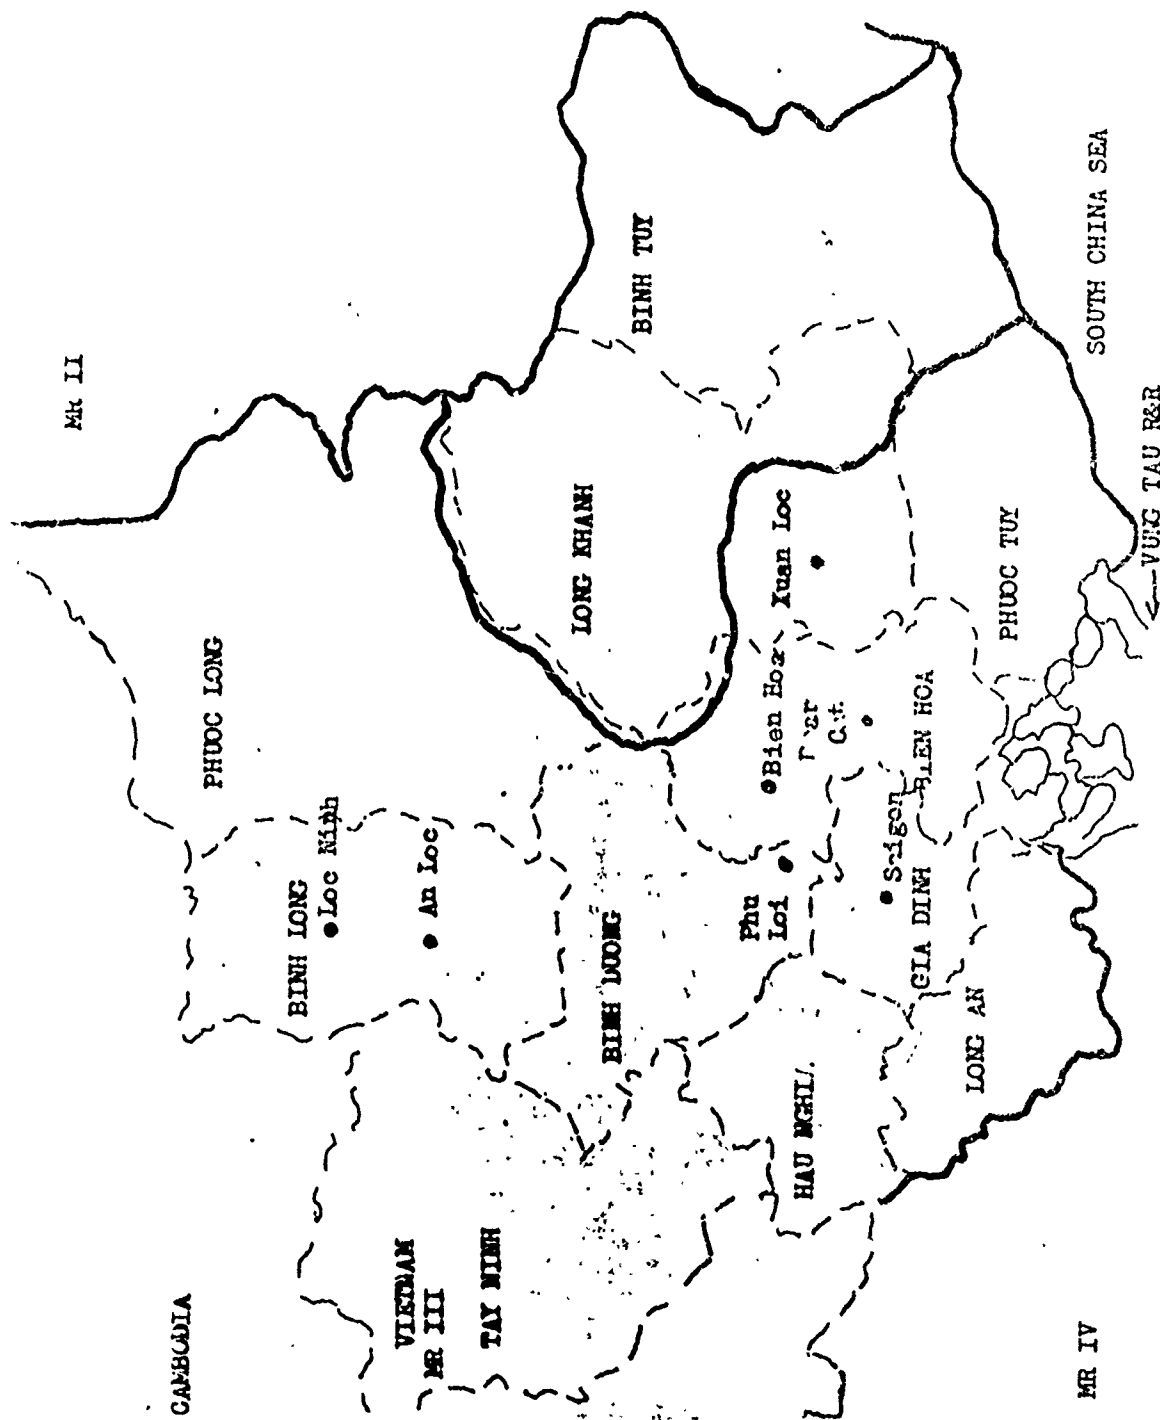 CAMBODIA
MR II
VIETNAM
MR III
TAY NINH
BINH LONG
Loc Ninh
An Loc
PHUOC LONG
BINH DUONG
LONG KHANH
BINH TUY
Phu
Loi
Bien Hoa
Xuan Loc
Cat
HAU NGHIA
Saigon
GIA DINH
BIEN HOA
LONG AN
PHUOC TUY
MR IV
SOUTH CHINA SEA
VUNG TAU R&R